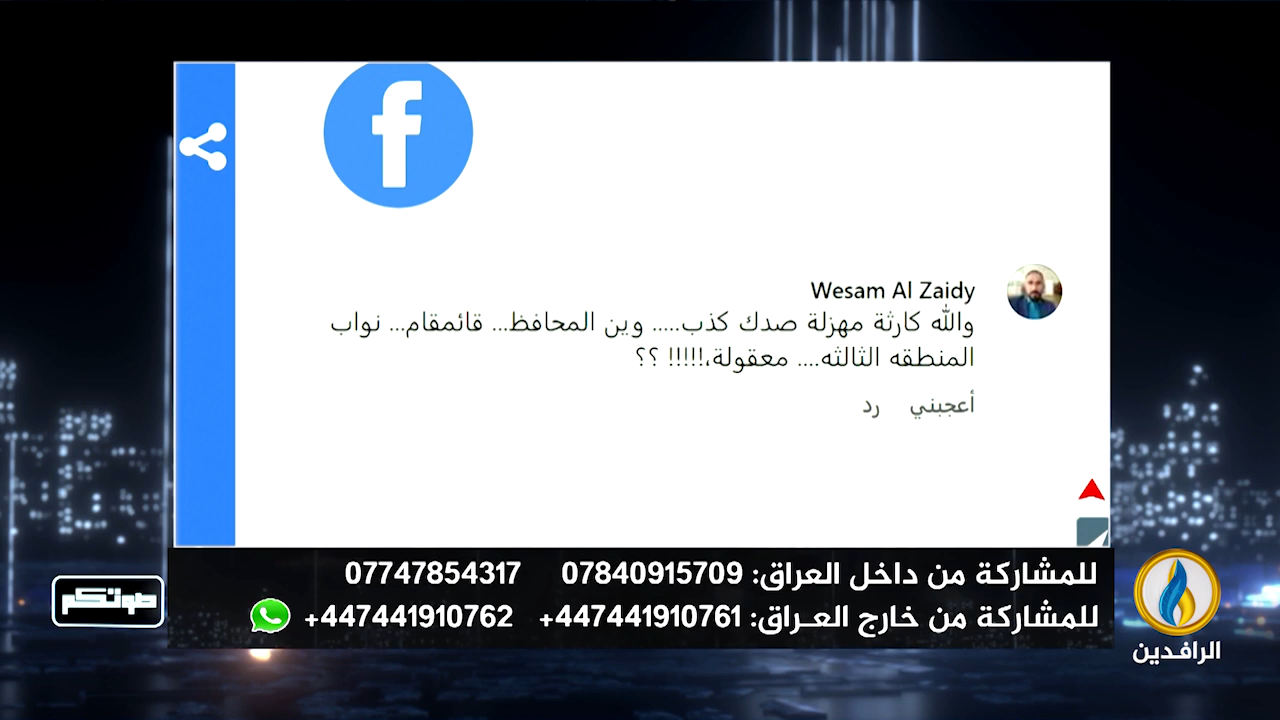 f
Wesam Al Zaidy
والله كارثة مهزلة صدك كذب..... وين المحافظ... قائمقام... نواب
المنطقه الثالثه.... معقولة،!!!!! ؟؟
أعجبني رد
للمشاركة من داخل العراق: 07840915709 07747854317
للمشاركة من خارج العـراق: 447441910761+ 447441910762+
صوتكم
الرافدين